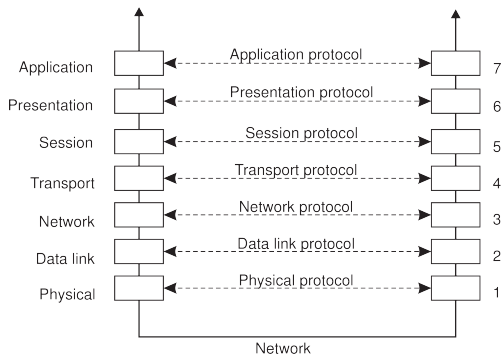 Application Application protocol 7
Presentation Presentation protocol 6
Session Session protocol 5
Transport Transport protocol 4
Network Network protocol 3
Data link Data link protocol 2
Physical Physical protocol 1
Network